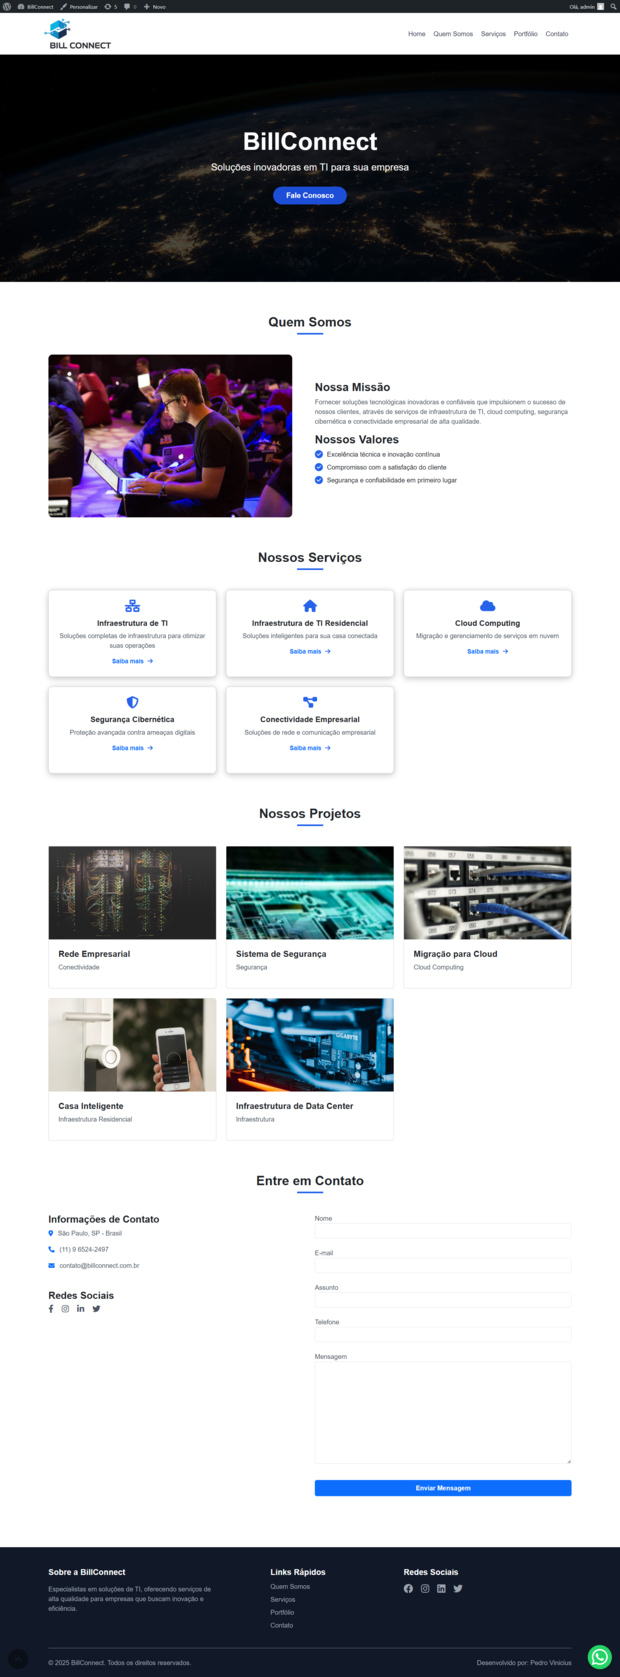 BillConnect
Personalizar
5
0
Novo
Olá, admin
BILL CONNECT
Home
Quem Somos
Serviços
Portfólio
Contato
BillConnect
Soluções inovadoras em TI para sua empresa
Fale Conosco
Quem Somos
Nossa Missão
Fornecer soluções tecnológicas inovadoras e confiáveis que impulsionem o sucesso de
nossos clientes, através de serviços de infraestrutura de TI, cloud computing, segurança
cibernética e conectividade empresarial de alta qualidade.
Nossos Valores
Excelência técnica e inovação contínua
Compromisso com a satisfação do cliente
Segurança e confiabilidade em primeiro lugar
Nossos Serviços
Infraestrutura de TI
Soluções completas de infraestrutura para otimizar
suas operações
Saiba mais
Infraestrutura de TI Residencial
Soluções inteligentes para sua casa conectada
Saiba mais
Cloud Computing
Migração e gerenciamento de serviços em nuvem
Saiba mais
Segurança Cibernética
Proteção avançada contra ameaças digitais
Saiba mais
Conectividade Empresarial
Soluções de rede e comunicação empresarial
Saiba mais
Nossos Projetos
Rede Empresarial
Conectividade
Sistema de Segurança
Segurança
Migração para Cloud
Cloud Computing
GIGABYTE
Casa Inteligente
Infraestrutura Residencial
Infraestrutura de Data Center
Infraestrutura
Entre em Contato
Informações de Contato
São Paulo, SP - Brasil
(11) 9 6524-2497
contato@billconnect.com.br
Redes Sociais
Nome
E-mail
Assunto
Telefone
Mensagem
Enviar Mensagem
Sobre a BillConnect
Especialistas em soluções de TI, oferecendo serviços de
alta qualidade para empresas que buscam inovação e
eficiência.
Links Rápidos
Quem Somos
Serviços
Portfólio
Contato
Redes Sociais
© 2025 BillConnect. Todos os direitos reservados.
Desenvolvido por: Pedro Vinicius